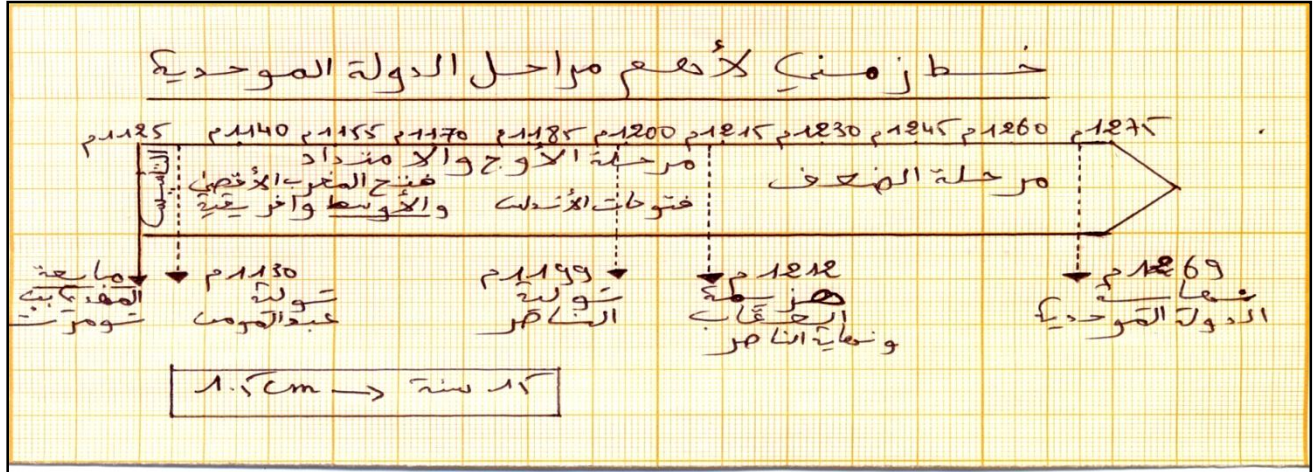 خط زمني لأهم مراحل الدولة الموحدية
1125م 1140م 1155م 1170م 1185م 1200م 1215م 1230م 1245م 1260م 1275م
التأسيس
مرحلة الأوج والامتداد
فتح المغرب الأقصى
والأوسط وافريقية
فتوحات الأندلس
مرحلة الضعف
مبايعة
المهدي بن
تومرت
1130م
تولية
عبد المومن
1199م
تولية
الناصر
1212م
هزيمة
العقاب
ونهاية الناصر
1269م
نهاية
الدولة الموحدية
1.5cm → 15 سنة